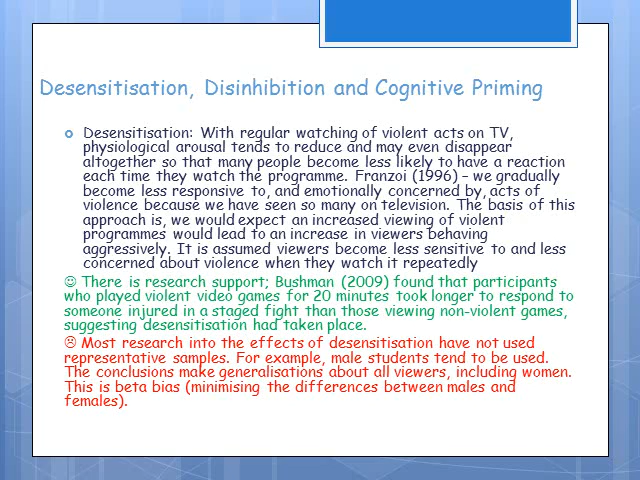 Desensitisation, Disinhibition and Cognitive Priming
Desensitisation: With regular watching of violent acts on TV,
physiological arousal tends to reduce and may even disappear
altogether so that many people become less likely to have a reaction
each time they watch the programme. Franzoi (1996) – we gradually
become less responsive to, and emotionally concerned by, acts of
violence because we have seen so many on television. The basis of this
approach is, we would expect an increased viewing of violent
programmes would lead to an increase in viewers behaving
aggressively. It is assumed viewers become less sensitive to and less
concerned about violence when they watch it repeatedly
☺ There is research support; Bushman (2009) found that participants
who played violent video games for 20 minutes took longer to respond to
someone injured in a staged fight than those viewing non-violent games,
suggesting desensitisation had taken place.
☹ Most research into the effects of desensitisation have not used
representative samples. For example, male students tend to be used.
The conclusions make generalisations about all viewers, including women.
This is beta bias (minimising the differences between males and
females).